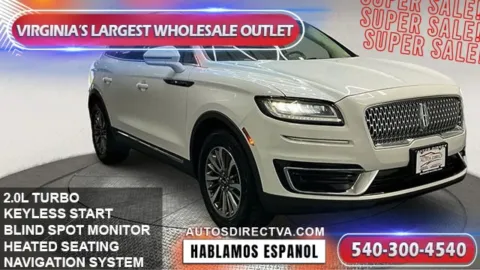 VIRGINIA'S LARGEST WHOLESALE OUTLET
SUPER SALE!
SUPER SALE!
SUPER SALE!
2.0L TURBO
KEYLESS START
BLIND SPOT MONITOR
HEATED SEATING
NAVIGATION SYSTEM
AUTOSDIRECTVA.COM
HABLAMOS ESPANOL
540-300-4540